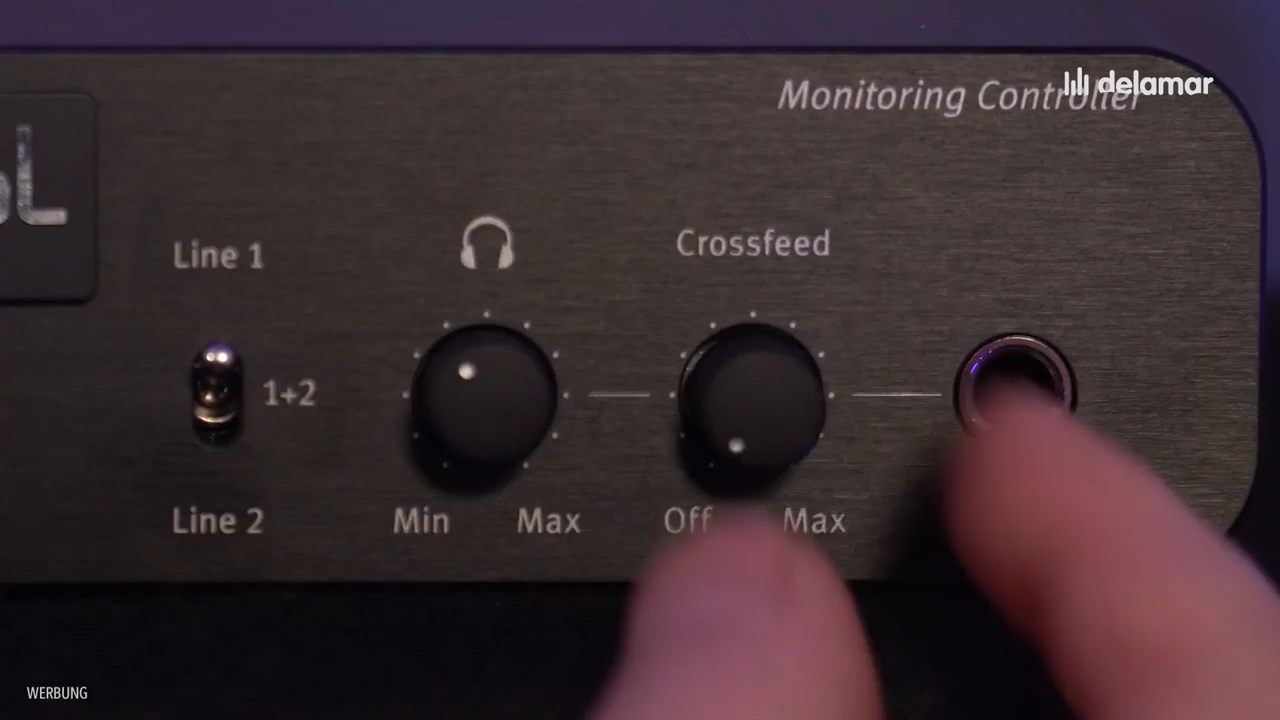 delamar
Monitoring Controller
Line 1
Crossfeed
1+2
Line 2
Min
Max
Off
Max
WERBUNG